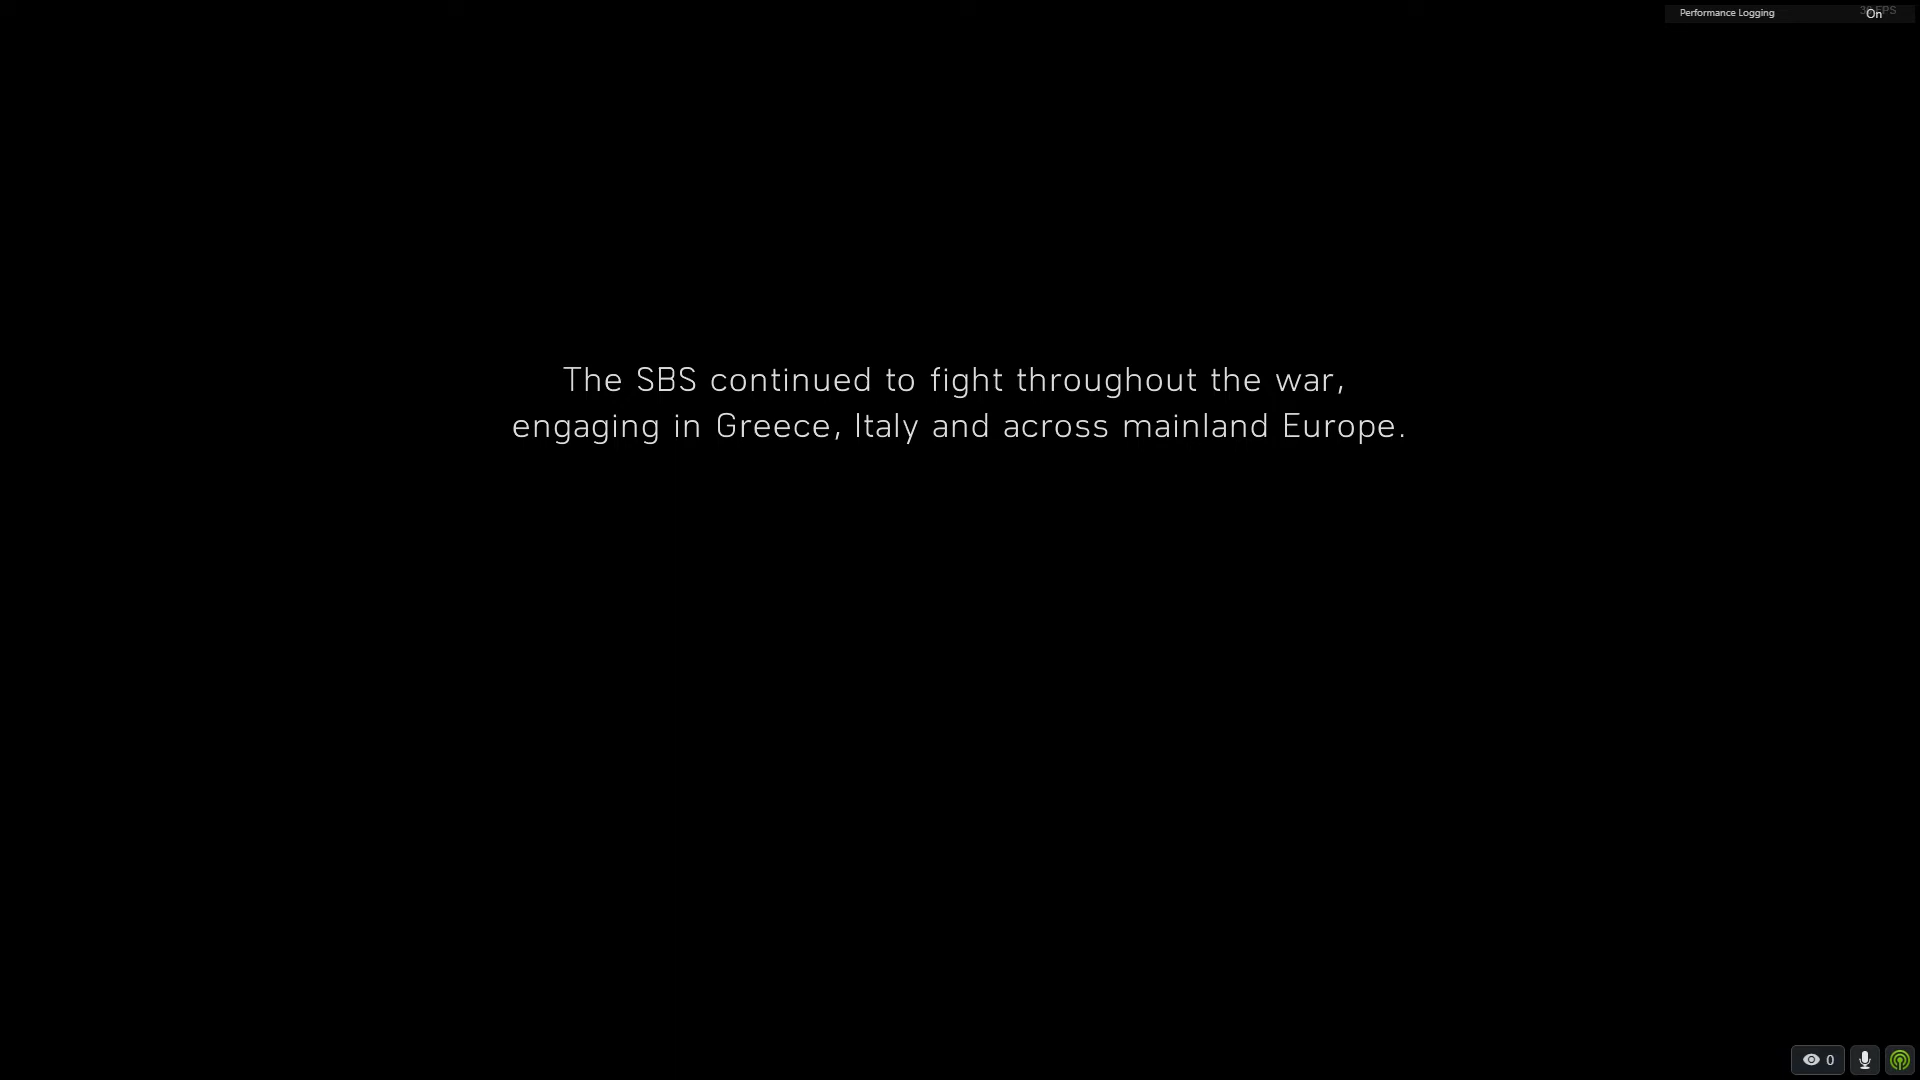 Performance Logging On
The SBS continued to fight throughout the war,
engaging in Greece, Italy and across mainland Europe.
0